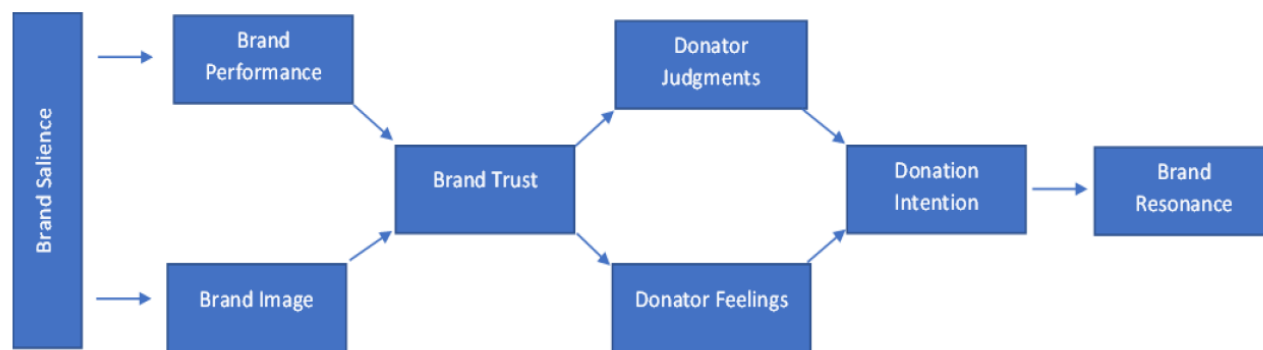 Brand Salience
Brand
Performance
Brand Image
Brand Trust
Donator
Judgments
Donator Feelings
Donation
Intention
Brand
Resonance